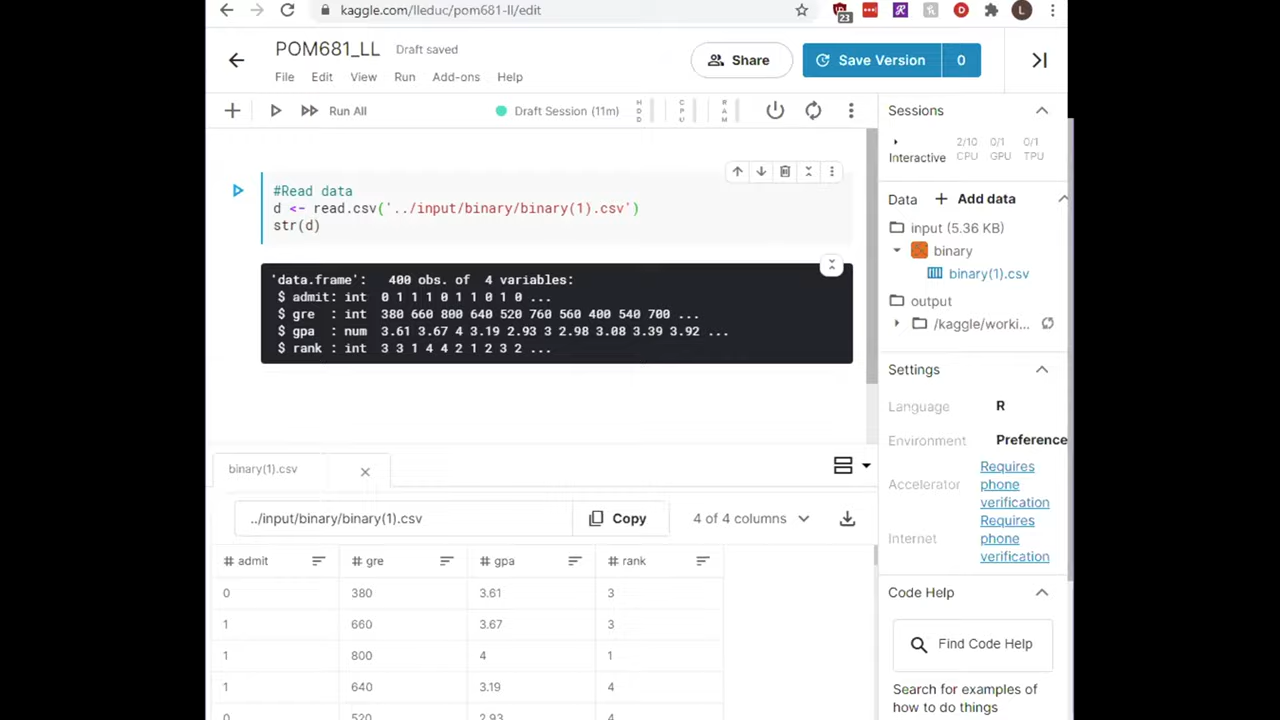 kaggle.com/lleduc/pom681-ll/edit
23
L
POM681_LL
Draft saved
Share
Save Version
0
File Edit View Run Add-ons Help
Run All
Draft Session (11m)
HDD
CPU
RAM
#Read data
d <- read.csv('../input/binary/binary(1).csv')
str(d)
'data.frame': 400 obs. of 4 variables:
$ admit: int 0 1 1 1 0 1 1 0 1 0 ...
$ gre : int 380 660 800 640 520 760 560 400 540 700 ...
$ gpa : num 3.61 3.67 4 3.19 2.93 3 2.98 3.08 3.39 3.92 ...
$ rank : int 3 3 1 4 4 2 1 2 3 2 ...
binary(1).csv
../input/binary/binary(1).csv
Copy
4 of 4 columns
# admit # gre # gpa # rank
0 380 3.61 3
1 660 3.67 3
1 800 4 1
1 640 3.19 4
0 520 2.93 4
Sessions
Interactive
2/10 0/1 0/1
CPU GPU TPU
Data + Add data
input (5.36 KB)
binary
binary(1).csv
output
/kaggle/worki...
Settings
Language R
Environment Preference
Accelerator
Requires
phone
verification
Internet
Requires
phone
verification
Code Help
Find Code Help
Search for examples of
how to do things